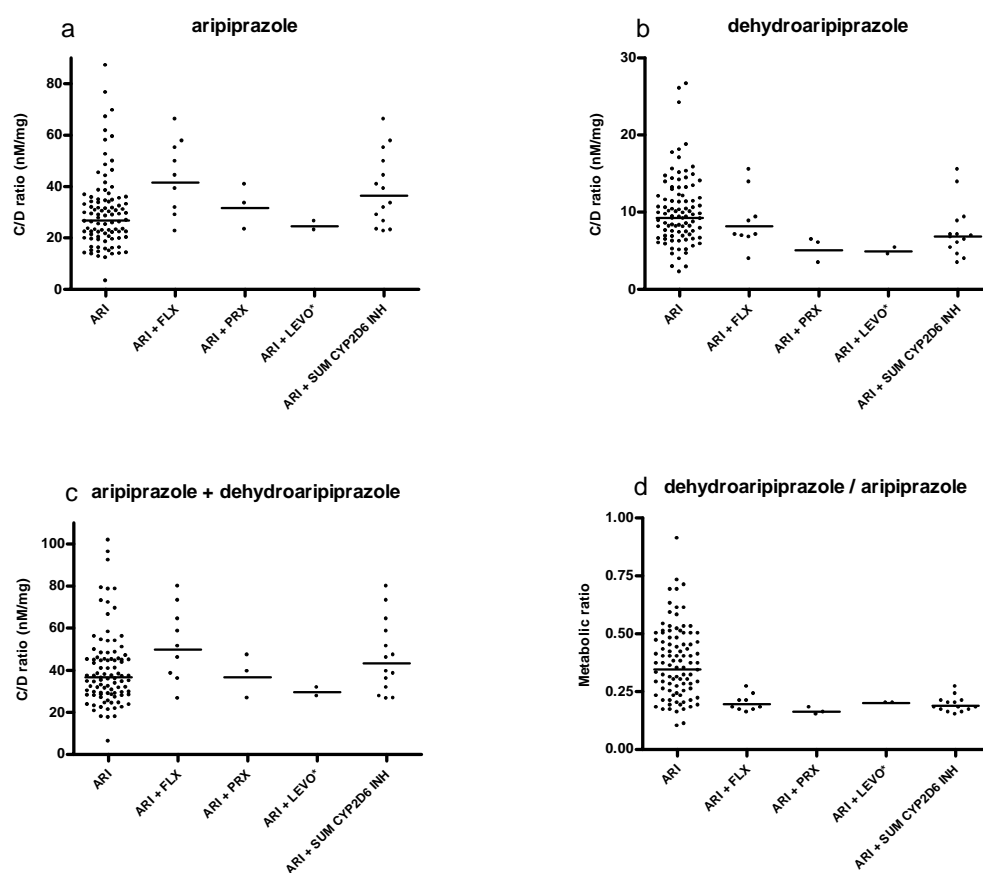 a aripiprazole
C/D ratio (nM/mg)
80
60
40
20
0
ARI
ARI + FLX
ARI + PRX
ARI + LEVO*
ARI + SUM CYP2D6 INH
b dehydroaripiprazole
C/D ratio (nM/mg)
30
20
10
0
ARI
ARI + FLX
ARI + PRX
ARI + LEVO*
ARI + SUM CYP2D6 INH
c aripiprazole + dehydroaripiprazole
C/D ratio (nM/mg)
100
80
60
40
20
0
ARI
ARI + FLX
ARI + PRX
ARI + LEVO*
ARI + SUM CYP2D6 INH
d dehydroaripiprazole / aripiprazole
Metabolic ratio
1.00
0.75
0.50
0.25
0.00
ARI
ARI + FLX
ARI + PRX
ARI + LEVO*
ARI + SUM CYP2D6 INH